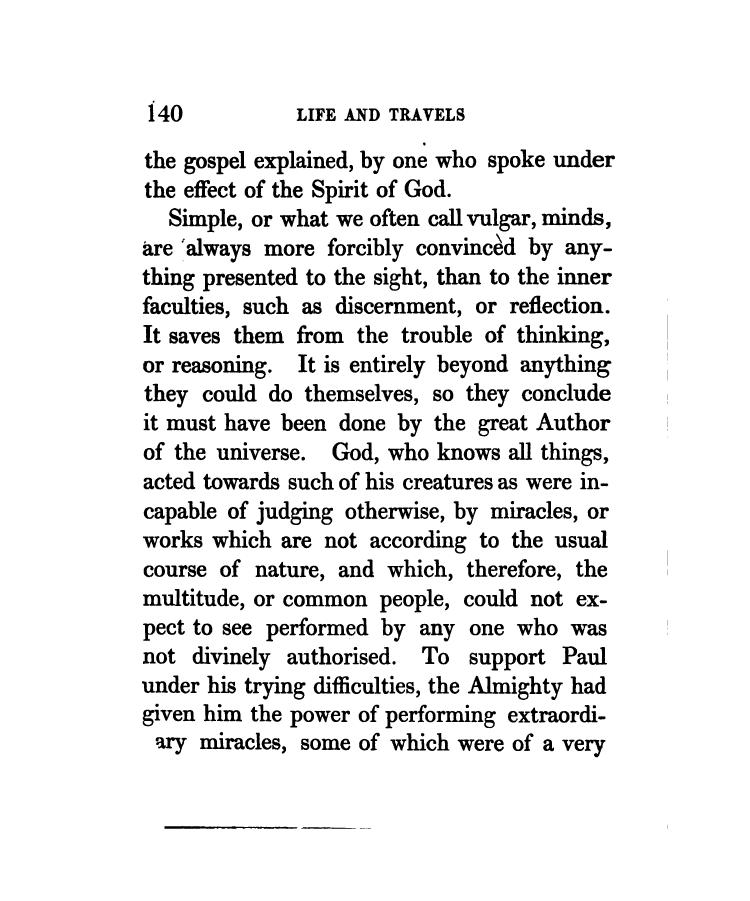 140 LIFE AND TRAVELS
the gospel explained, by one who spoke under
the effect of the Spirit of God.
Simple, or what we often call vulgar, minds,
are always more forcibly convinced by any-
thing presented to the sight, than to the inner
faculties, such as discernment, or reflection.
It saves them from the trouble of thinking,
or reasoning. It is entirely beyond anything
they could do themselves, so they conclude
it must have been done by the great Author
of the universe. God, who knows all things,
acted towards such of his creatures as were in-
capable of judging otherwise, by miracles, or
works which are not according to the usual
course of nature, and which, therefore, the
multitude, or common people, could not ex-
pect to see performed by any one who was
not divinely authorised. To support Paul
under his trying difficulties, the Almighty had
given him the power of performing extraordi-
ary miracles, some of which were of a very